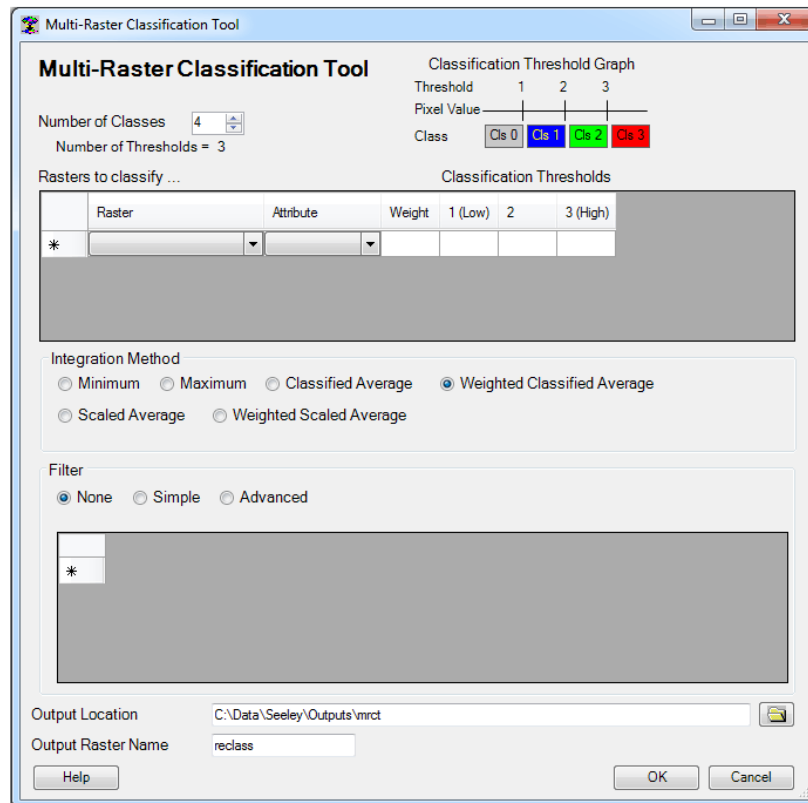 Multi-Raster Classification Tool
Multi-Raster Classification Tool
Classification Threshold Graph
Threshold 1 2 3
Pixel Value
Class Cls 0 Cls 1 Cls 2 Cls 3
Number of Classes 4
Number of Thresholds = 3
Rasters to classify ... Classification Thresholds
Raster Attribute Weight 1 (Low) 2 3 (High)
*
Integration Method
Minimum Maximum Classified Average Weighted Classified Average
Scaled Average Weighted Scaled Average
Filter
None Simple Advanced
*
Output Location C:\Data\Seeley\Outputs\mrct
Output Raster Name reclass
Help OK Cancel